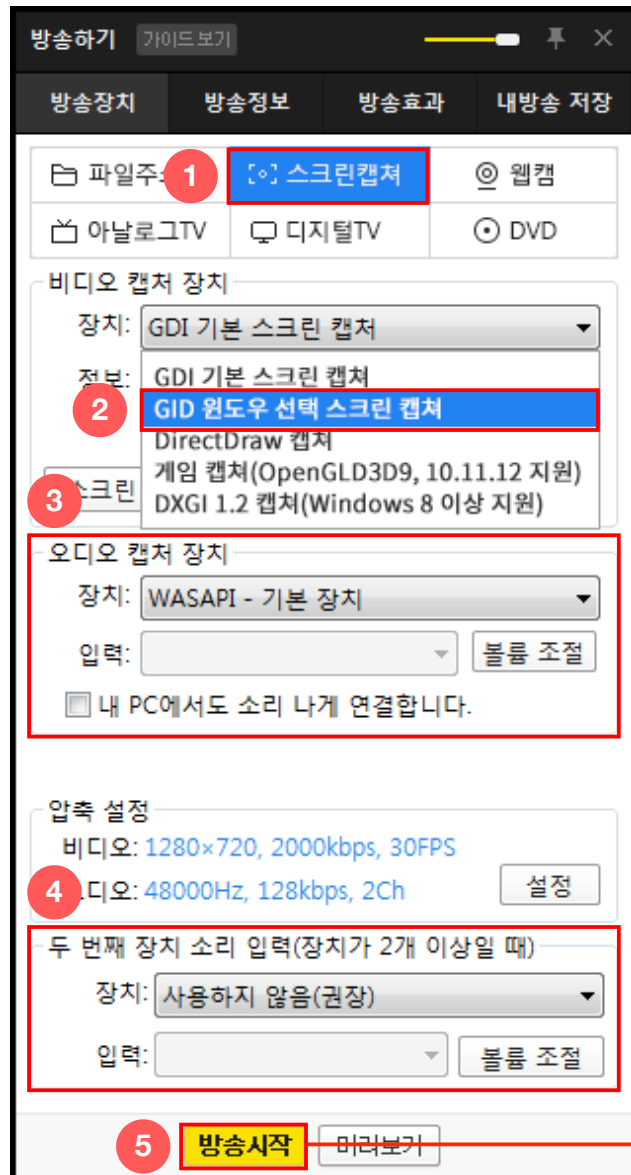 방송하기 가이드보기
방송장치 방송정보 방송효과 내방송 저장
1
파일주 스크린캡쳐 웹캠
아날로그TV 디지털TV DVD
비디오 캡처 장치
장치: GDI 기본 스크린 캡처
정보: GDI 기본 스크린 캡쳐
2
GID 윈도우 선택 스크린 캡쳐
DirectDraw 캡쳐
게임 캡쳐(OpenGLD3D9, 10.11.12 지원)
3
스크린
DXGI 1.2 캡쳐(Windows 8 이상 지원)
오디오 캡처 장치
장치: WASAPI - 기본 장치
입력: 볼륨 조절
내 PC에서도 소리 나게 연결합니다.
압축 설정
비디오: 1280×720, 2000kbps, 30FPS
4
디오: 48000Hz, 128kbps, 2Ch 설정
두 번째 장치 소리 입력(장치가 2개 이상일 때)
장치: 사용하지 않음(권장)
입력: 볼륨 조절
5
방송시작 미리보기